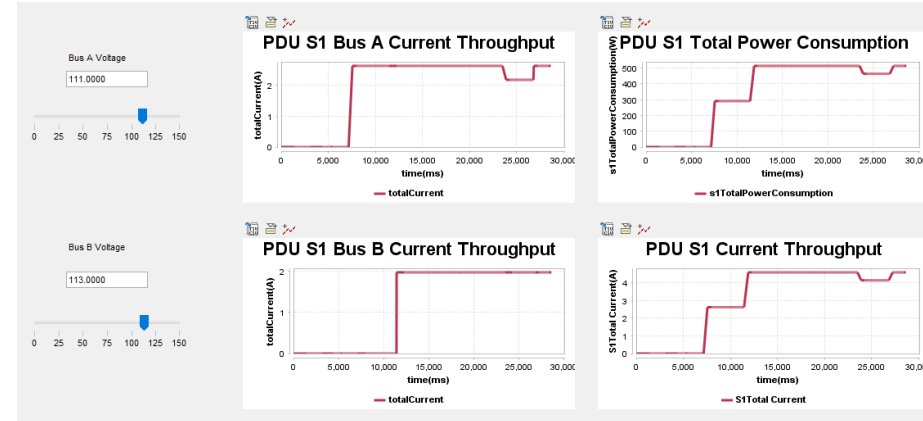 PDU S1 Bus A Current Throughput
PDU S1 Total Power Consumption
Bus A Voltage
111.0000
0 25 50 75 100 125 150
totalCurrent(A)
2
1
0
0 5,000 10,000 15,000 20,000 25,000 30,000
time(ms)
totalCurrent
s1TotalPowerConsumption(W)
500
400
300
200
100
0
0 5,000 10,000 15,000 20,000 25,000 30,00
time(ms)
s1TotalPowerConsumption
PDU S1 Bus B Current Throughput
PDU S1 Current Throughput
Bus B Voltage
113.0000
0 25 50 75 100 125 150
totalCurrent(A)
2
1
0
0 5,000 10,000 15,000 20,000 25,000 30,000
time(ms)
totalCurrent
S1Total Current(A)
4
3
2
1
0
0 5,000 10,000 15,000 20,000 25,000 30,00
time(ms)
S1Total Current